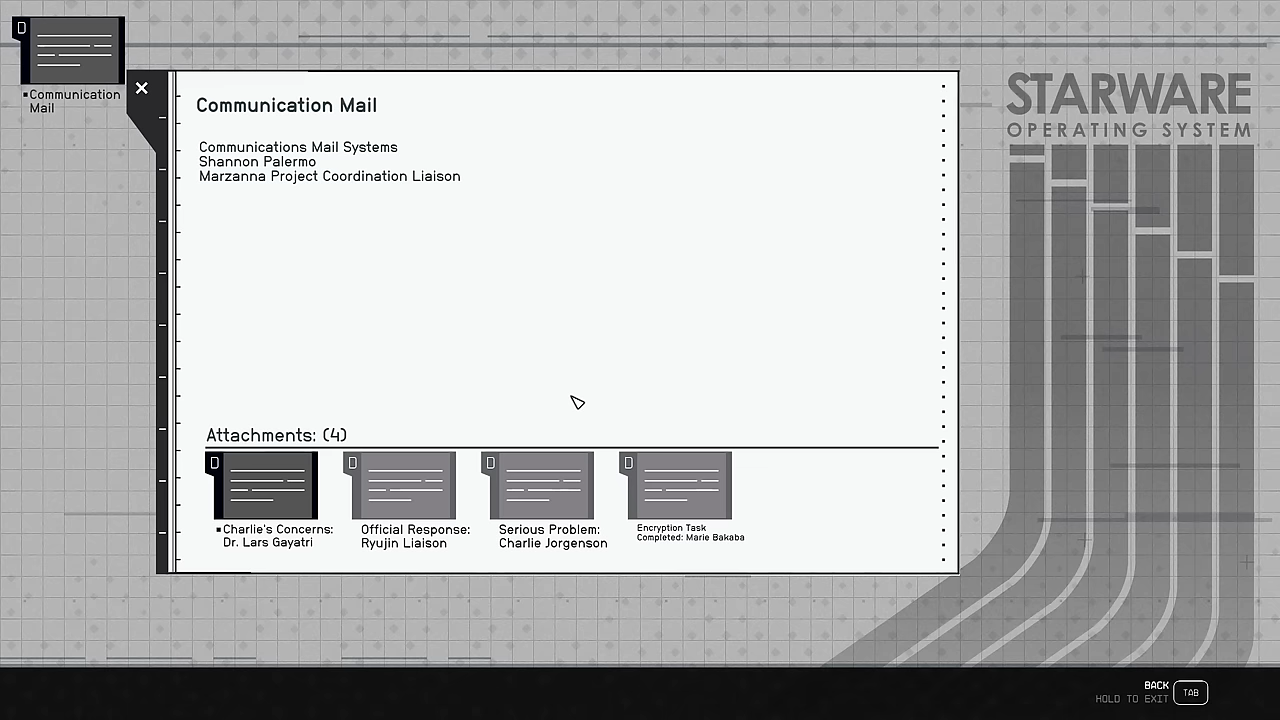 D
▪Communication
Mail
×
Communication Mail
Communications Mail Systems
Shannon Palermo
Marzanna Project Coordination Liaison
STARWARE
OPERATING SYSTEM
Attachments: (4)
D
D
D
D
▪Charlie's Concerns:
Dr. Lars Gayatri
Official Response:
Ryujin Liaison
Serious Problem:
Charlie Jorgenson
Encryption Task
Completed: Marie Bakaba
BACK
HOLD TO EXIT
TAB